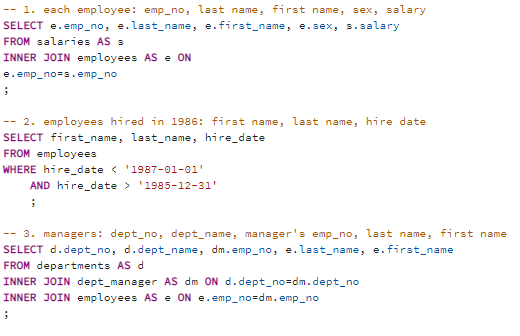 -- 1. each employee: emp_no, last name, first name, sex, salary
SELECT e.emp_no, e.last_name, e.first_name, e.sex, s.salary
FROM salaries AS s
INNER JOIN employees AS e ON
e.emp_no=s.emp_no
;
-- 2. employees hired in 1986: first name, last name, hire date
SELECT first_name, last_name, hire_date
FROM employees
WHERE hire_date < '1987-01-01'
    AND hire_date > '1985-12-31'
    ;
-- 3. managers: dept_no, dept_name, manager's emp_no, last name, first name
SELECT d.dept_no, d.dept_name, dm.emp_no, e.last_name, e.first_name
FROM departments AS d
INNER JOIN dept_manager AS dm ON d.dept_no=dm.dept_no
INNER JOIN employees AS e ON e.emp_no=dm.emp_no
;